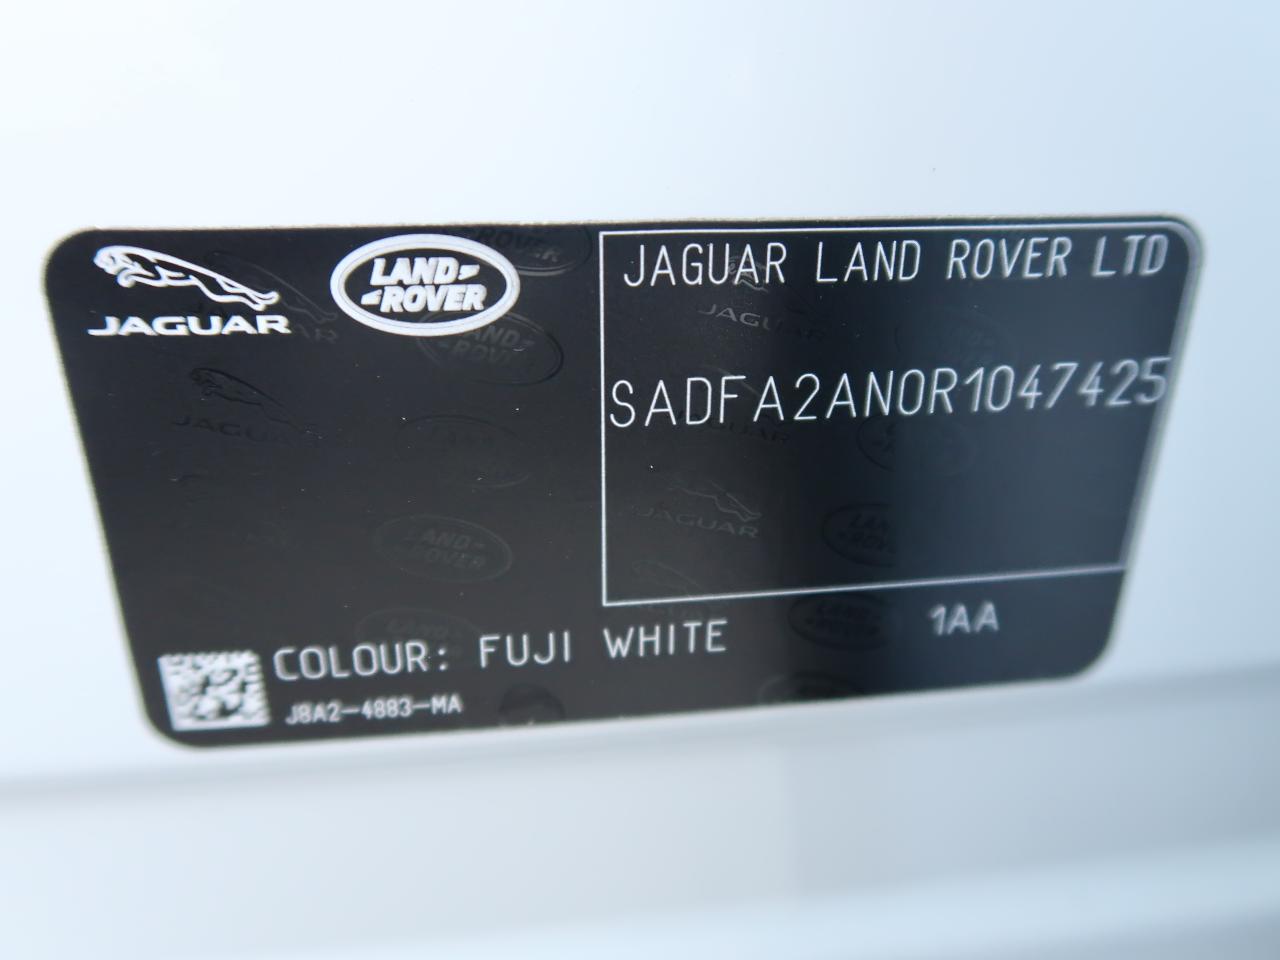 JAGUAR
LAND-
-ROVER
JAGUAR LAND ROVER LTD
SADFA2AN0R1047425
1AA
COLOUR: FUJI WHITE
J8A2-4883-MA